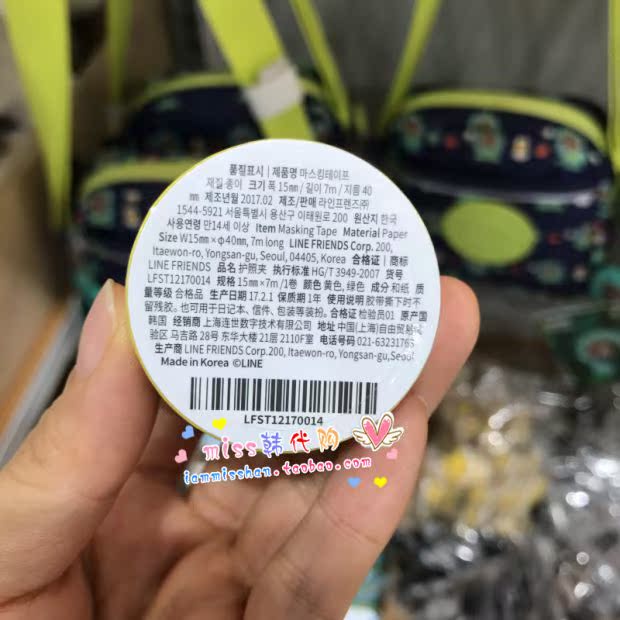 품질표시 | 제품명 마스킹테이프
재질 종이 크기 폭 15mm / 길이 7m / 지름 40
mm 제조년월 2017.02 제조/판매 라인프렌즈㈜
1544-5921 서울특별시 용산구 이태원로 200 원산지 한국
사용연령 만14세 이상 Item Masking Tape Material Paper
Size W15mm × φ40mm, 7m long LINE FRIENDS Corp. 200,
Itaewon-ro, Yongsan-gu, Seoul, 04405, Korea 合格证 | 商标
LINE FRIENDS 品名 护照夹 执行标准 HG/T 3949-2007 货号
LFST12170014 规格 15mm×7m /1卷 颜色 黄色, 绿色 成分 和纸 质
量等级 合格品 生产日期 17.2.1 保质期 1年 使用说明 胶带撕下时不
留残胶。也可用于日记本、信件、包装等装扮。合格证 检验员01 原产国
韩国 经销商 上海连世数字技术有限公司 地址 中国(上海)自由贸易试
验区 马吉路 28号 东华大楼 21层 2110F室 电话号码 021-63231765
生产商 LINE FRIENDS Corp.200, Itaewon-ro, Yongsan-gu, Seoul
Made in Korea ©LINE
LFST12170014
miss韩代购
iammisshan.taobao.com